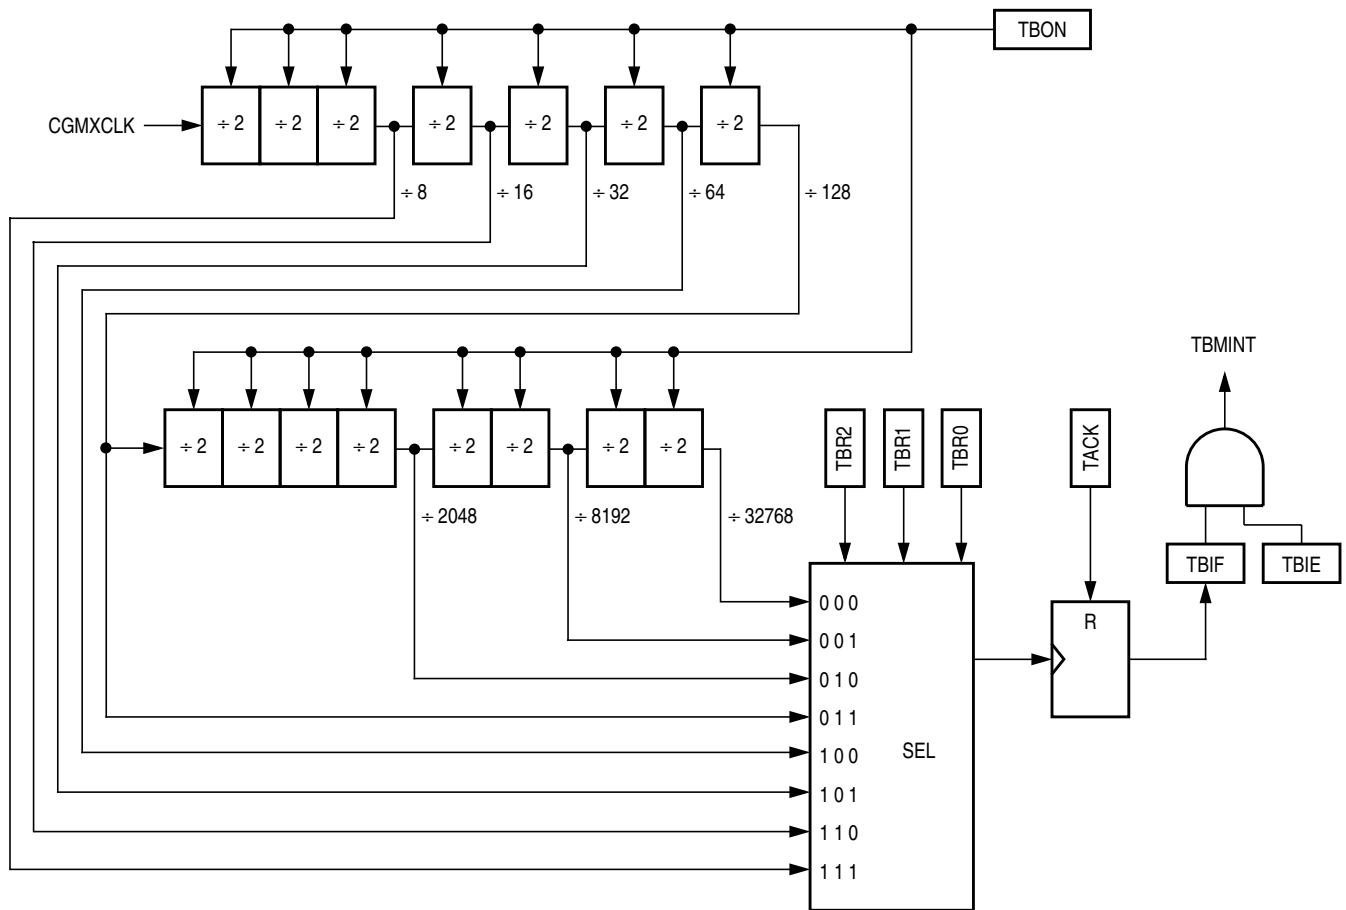 TBON
CGMXCLK
÷ 2 ÷ 2 ÷ 2 ÷ 2 ÷ 2 ÷ 2 ÷ 2
÷ 8 ÷ 16 ÷ 32 ÷ 64 ÷ 128
TBMINT
÷ 2 ÷ 2 ÷ 2 ÷ 2 ÷ 2 ÷ 2 ÷ 2 ÷ 2
TBR2
TBR1
TBR0
TACK
÷ 2048 ÷ 8192 ÷ 32768
TBIF TBIE
0 0 0
R
0 0 1
0 1 0
0 1 1
1 0 0
SEL
1 0 1
1 1 0
1 1 1